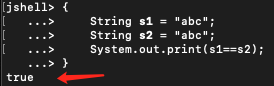 [jshell> {
[   ...>     String s1 = "abc";
[   ...>     String s2 = "abc";
[   ...>     System.out.print(s1==s2);
[   ...> }
true